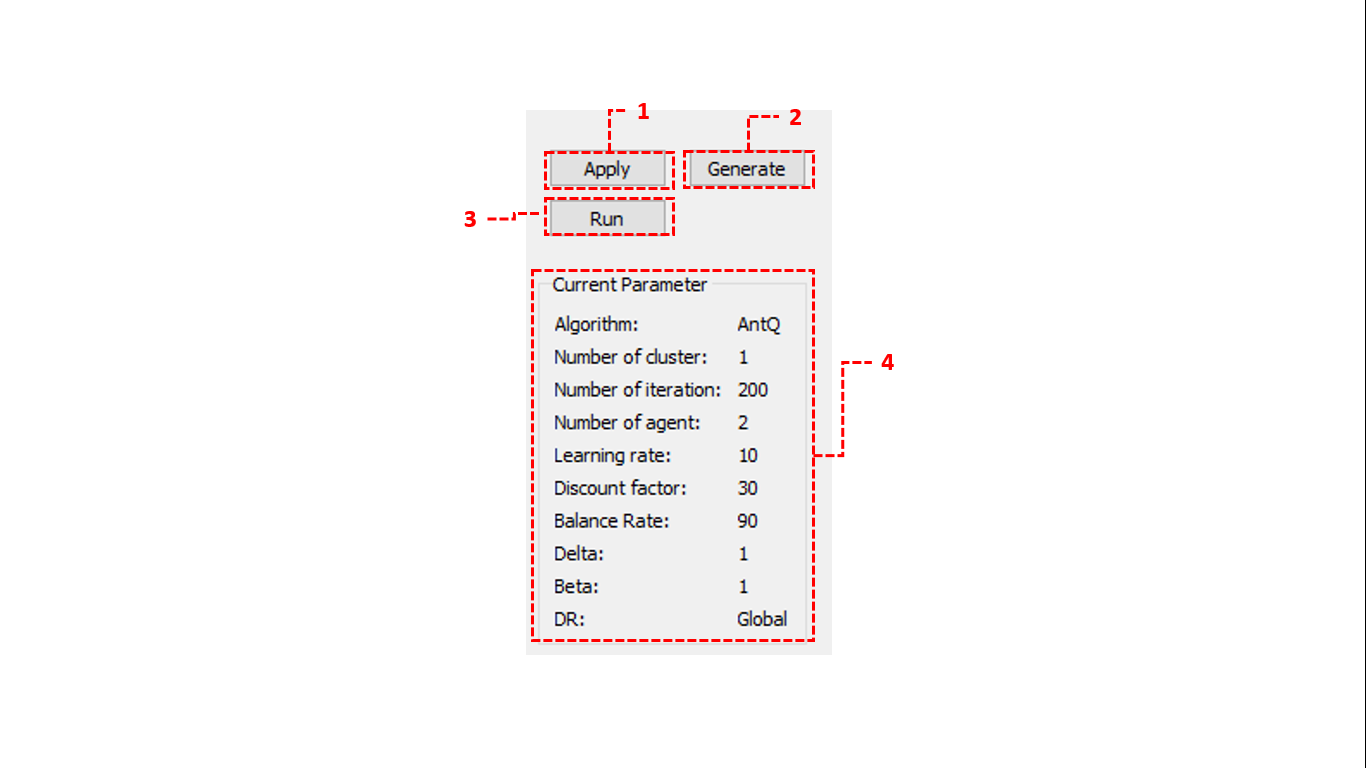 1
2
Apply
Generate
3
Run
Current Parameter
Algorithm: AntQ
Number of cluster: 1
Number of iteration: 200
4
Number of agent: 2
Learning rate: 10
Discount factor: 30
Balance Rate: 90
Delta: 1
Beta: 1
DR: Global